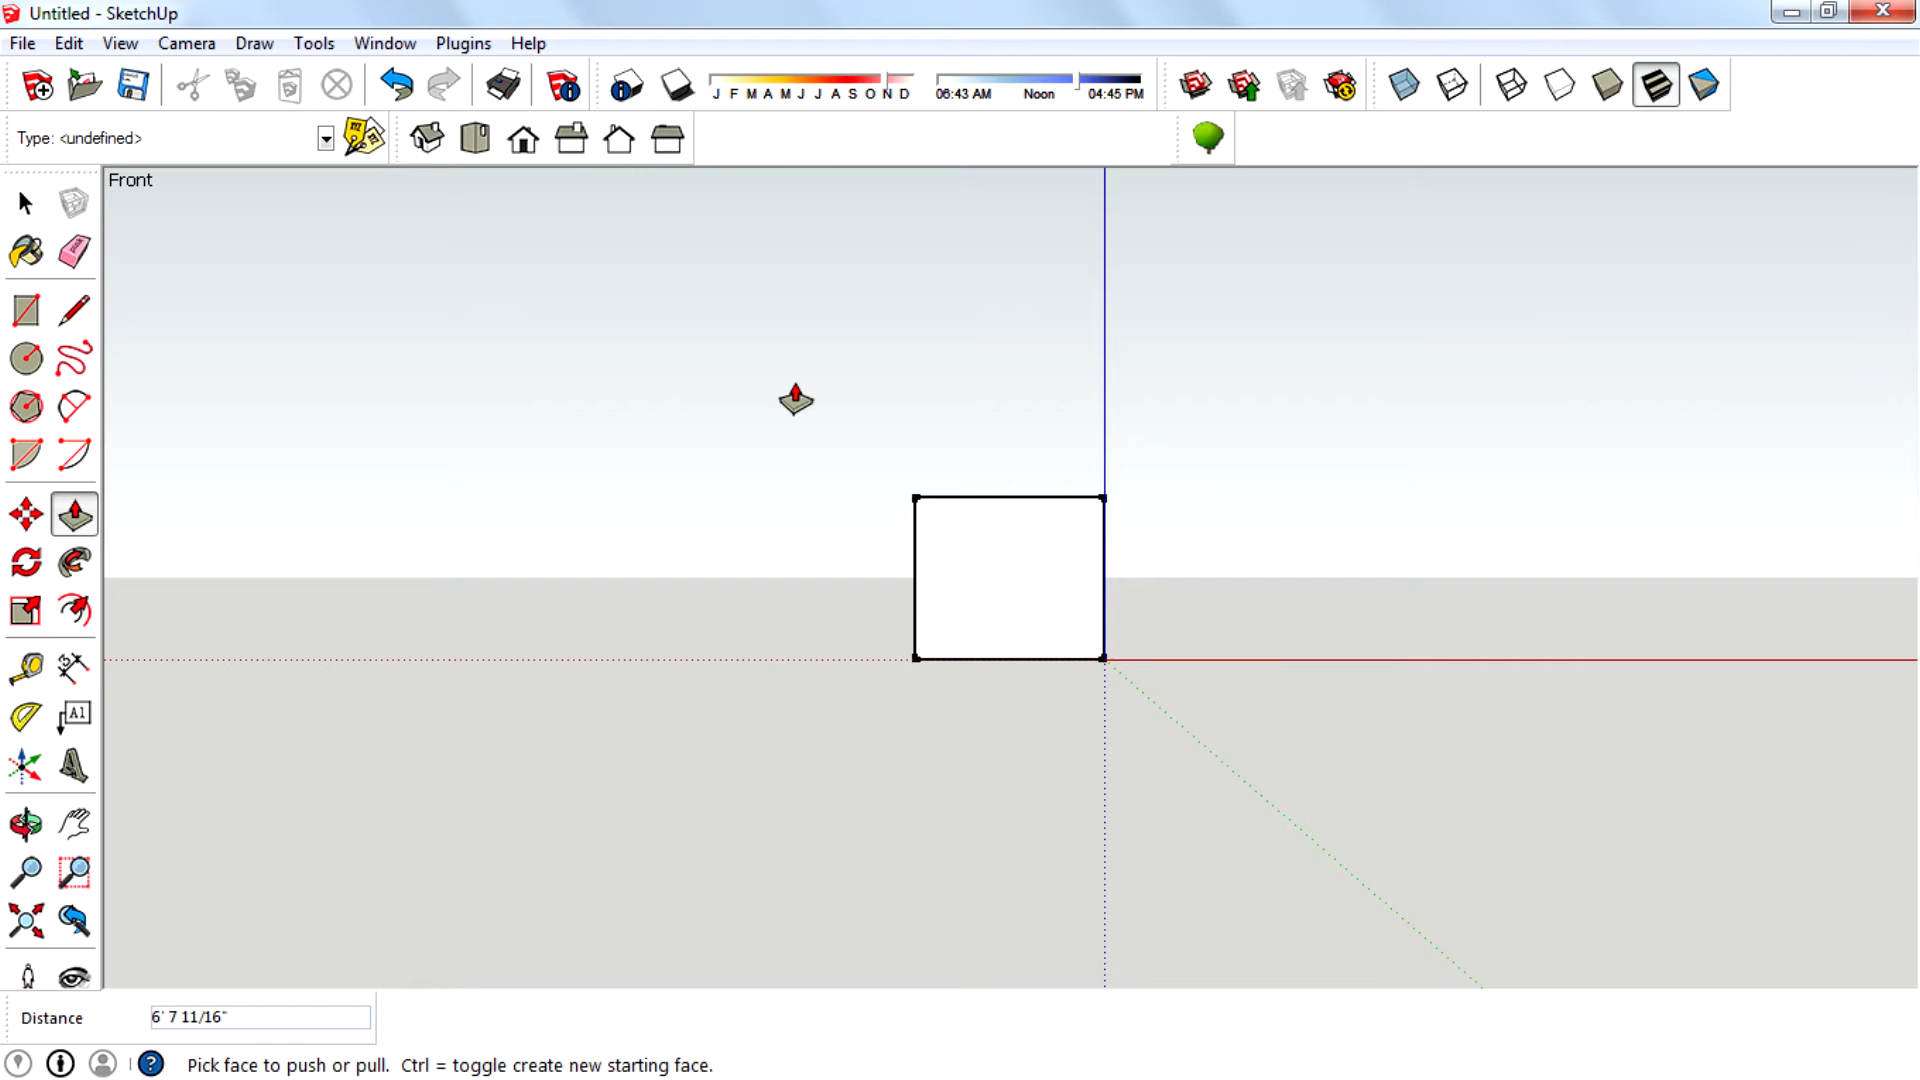 Untitled - SketchUp
File Edit View Camera Draw Tools Window Plugins Help
J F M A M J J A S O N D 06:43 AM Noon 04:45 PM
Type: <undefined>
Front
A1
Distance 6' 7 11/16"
Pick face to push or pull. Ctrl = toggle create new starting face.